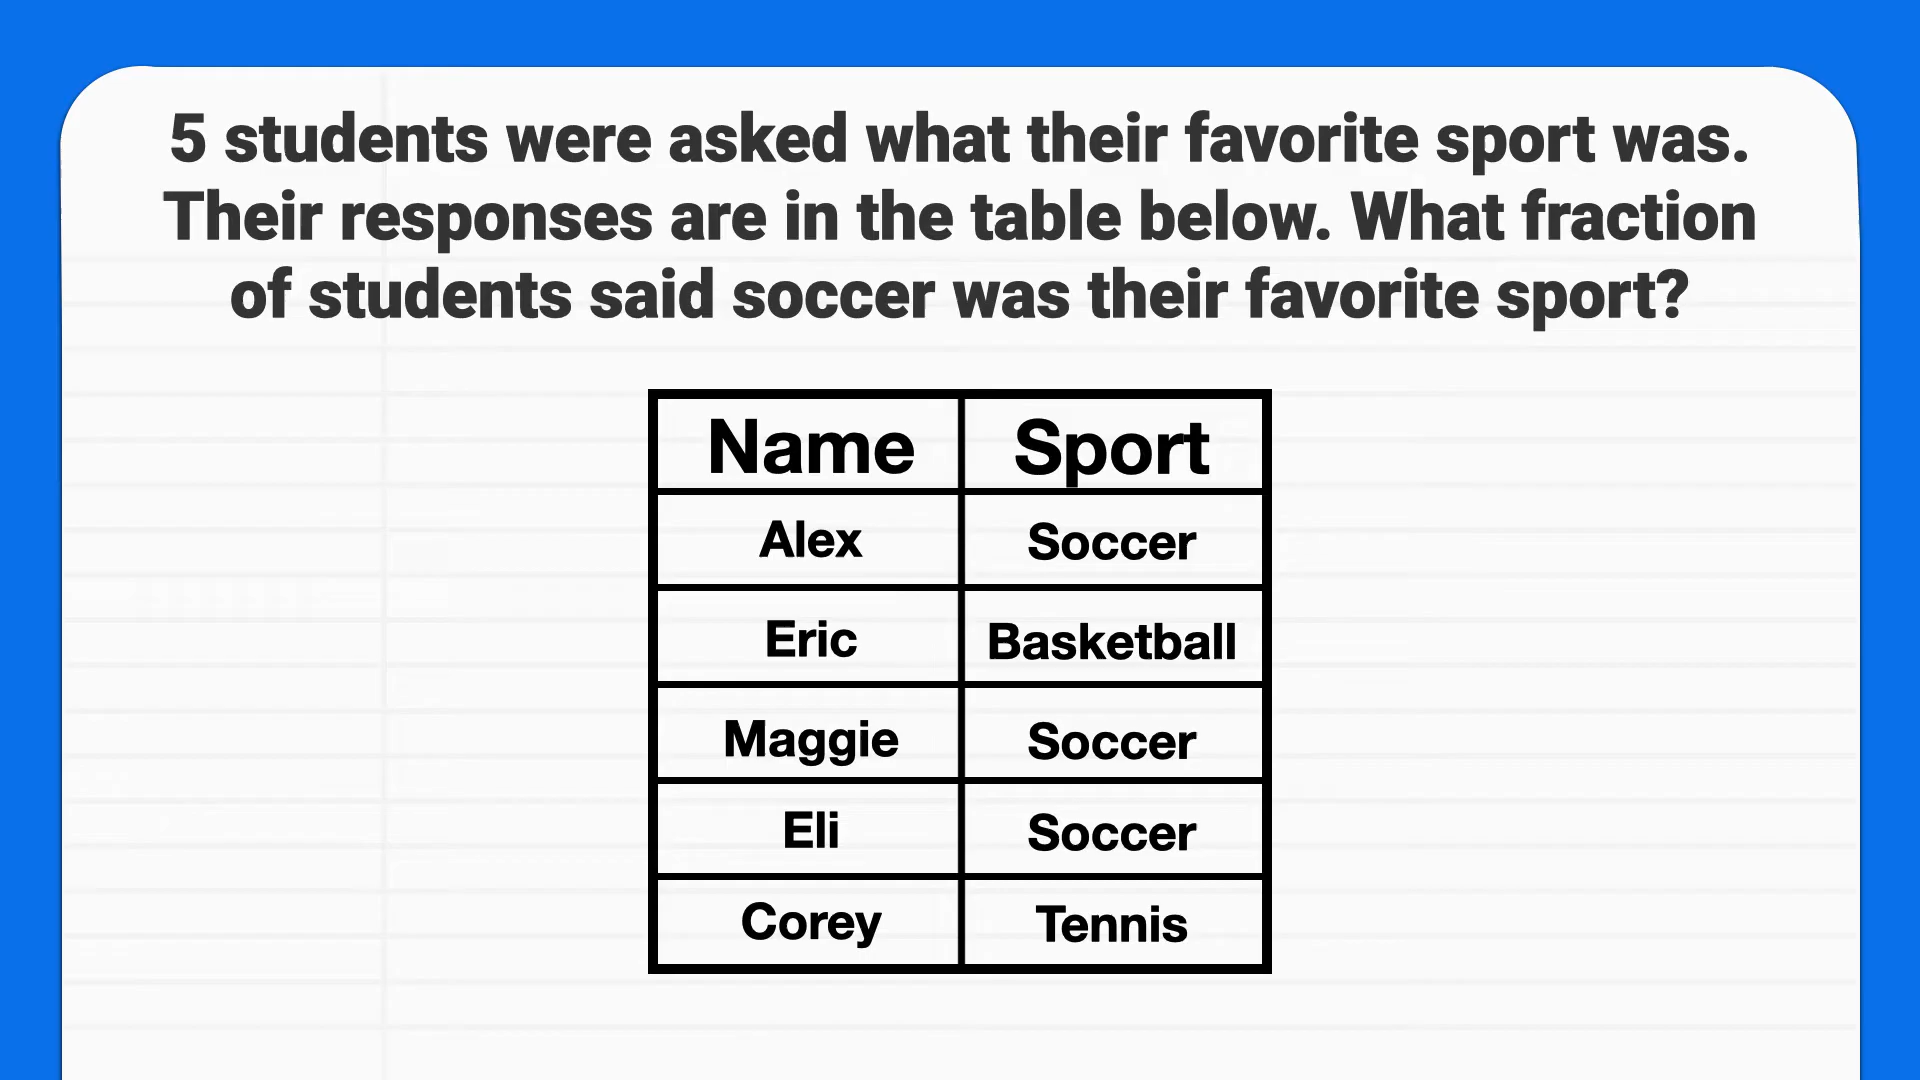 5 students were asked what their favorite sport was.
Their responses are in the table below. What fraction
of students said soccer was their favorite sport?
Name Sport
Alex Soccer
Eric Basketball
Maggie Soccer
Eli Soccer
Corey Tennis